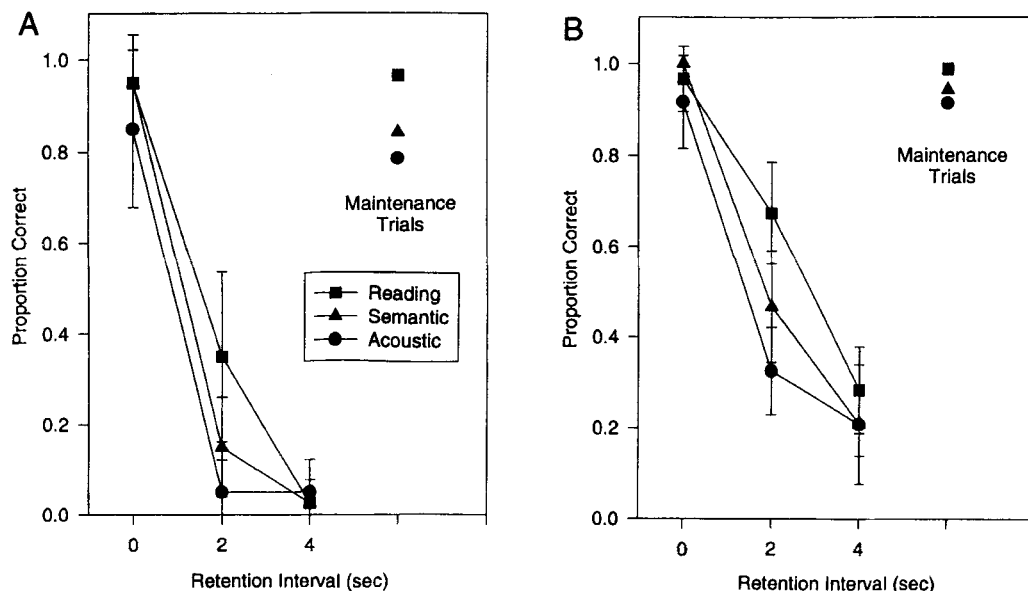 A
Proportion Correct
1.0
0.8
0.6
0.4
0.2
0.0
0
2
4
Retention Interval (sec)
Maintenance
Trials
Reading
Semantic
Acoustic
B
Proportion Correct
1.0
0.8
0.6
0.4
0.2
0.0
0
2
4
Retention Interval (sec)
Maintenance
Trials